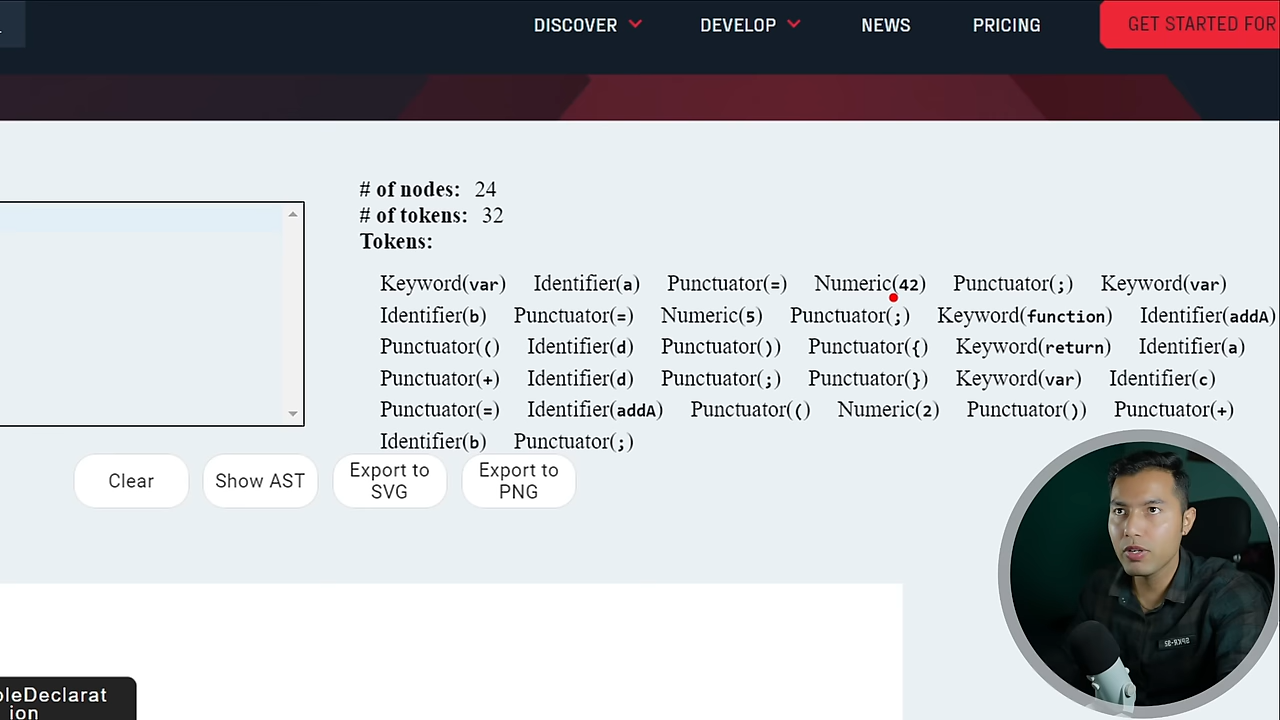 DISCOVER DEVELOP NEWS PRICING GET STARTED FOR
# of nodes: 24
# of tokens: 32
Tokens:
Keyword(var) Identifier(a) Punctuator(=) Numeric(42) Punctuator(;) Keyword(var)
Identifier(b) Punctuator(=) Numeric(5) Punctuator(;) Keyword(function) Identifier(addA)
Punctuator(() Identifier(d) Punctuator()) Punctuator({) Keyword(return) Identifier(a)
Punctuator(+) Identifier(d) Punctuator(;) Punctuator(}) Keyword(var) Identifier(c)
Punctuator(=) Identifier(addA) Punctuator(() Numeric(2) Punctuator()) Punctuator(+)
Identifier(b) Punctuator(;)
Clear Show AST Export to SVG Export to PNG
bleDeclarat
ion